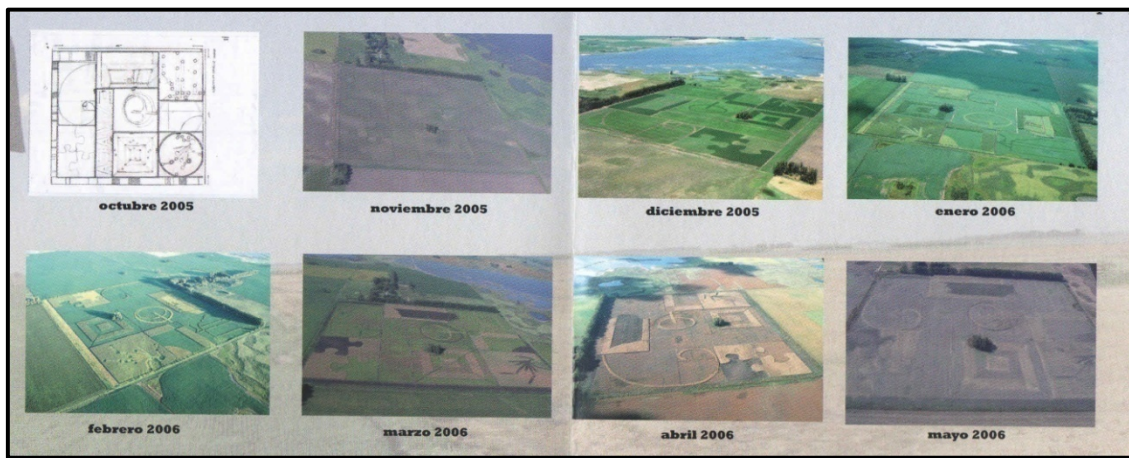 octubre 2005
noviembre 2005
diciembre 2005
enero 2006
febrero 2006
marzo 2006
abril 2006
mayo 2006